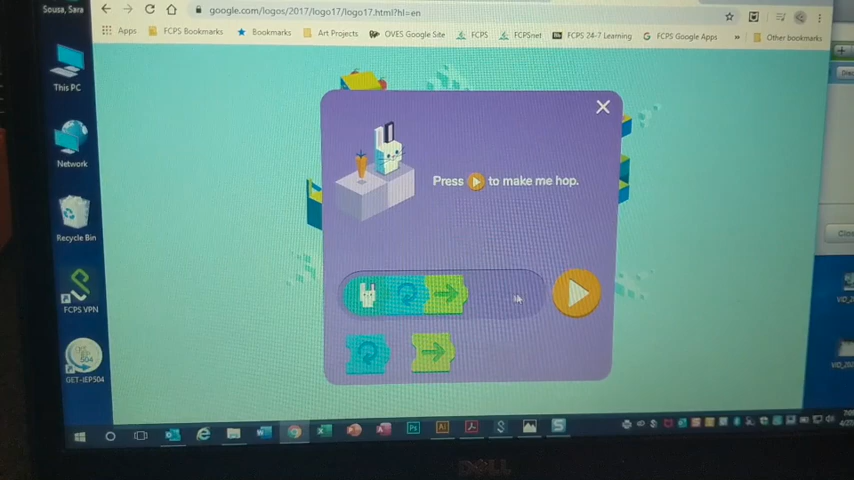 Sousa, Sara
google.com/logos/2017/logo17/logo17.html?hl=en
Apps
FCPS Bookmarks
Bookmarks
Art Projects
OVES Google Site
FCPS
FCPSnet
FCPS 24-7 Learning
FCPS Google Apps
»
Other bookmarks
This PC
Network
Recycle Bin
FCPS VPN
GET-IEP504
Press to make me hop.
DELL